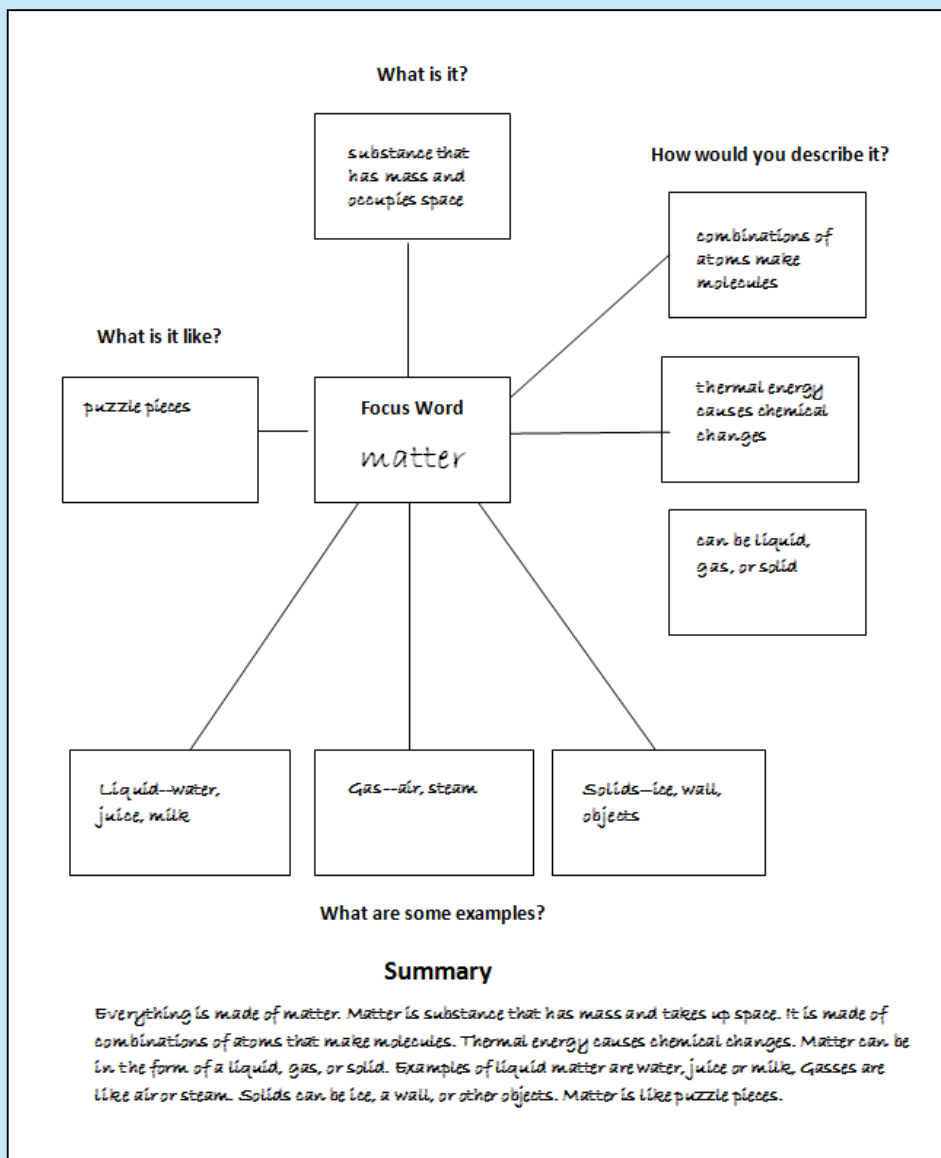 What is it?
substance that
has mass and
occupies space
How would you describe it?
combinations of
atoms make
molecules
What is it like?
puzzle pieces
Focus Word
matter
thermal energy
causes chemical
changes
can be liquid,
gas, or solid
Liquid--water,
juice, milk
Gas--air, steam
Solids--ice, wall,
objects
What are some examples?
Summary
Everything is made of matter. Matter is substance that has mass and takes up space. It is made of
combinations of atoms that make molecules. Thermal energy causes chemical changes. Matter can be
in the form of a liquid, gas, or solid. Examples of liquid matter are water, juice or milk, Gasses are
like air or steam. Solids can be ice, a wall, or other objects. Matter is like puzzle pieces.